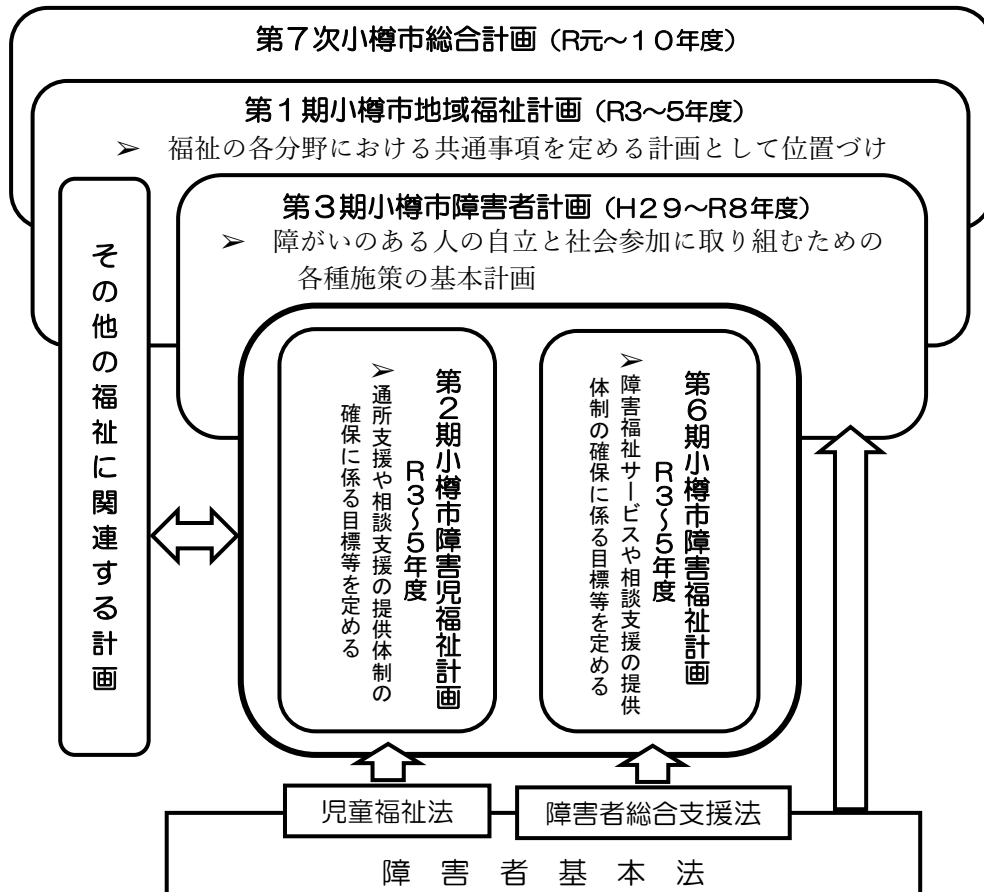 第7次小樽市総合計画（R元～１０年度）
第１期小樽市地域福祉計画（R3～5年度）
➢ 福祉の各分野における共通事項を定める計画として位置づけ
第３期小樽市障害者計画（H２９～R８年度）
➢ 障がいのある人の自立と社会参加に取り組むための
各種施策の基本計画
その他の福祉に関連する計画
第６期小樽市障害福祉計画
R３～５年度
➢障害福祉サービスや相談支援の提供
体制の確保に係る目標等を定める
第２期小樽市障害児福祉計画
R３～５年度
➢通所支援や相談支援の提供体制の
確保に係る目標等を定める
児童福祉法
障害者総合支援法
障害者基本法